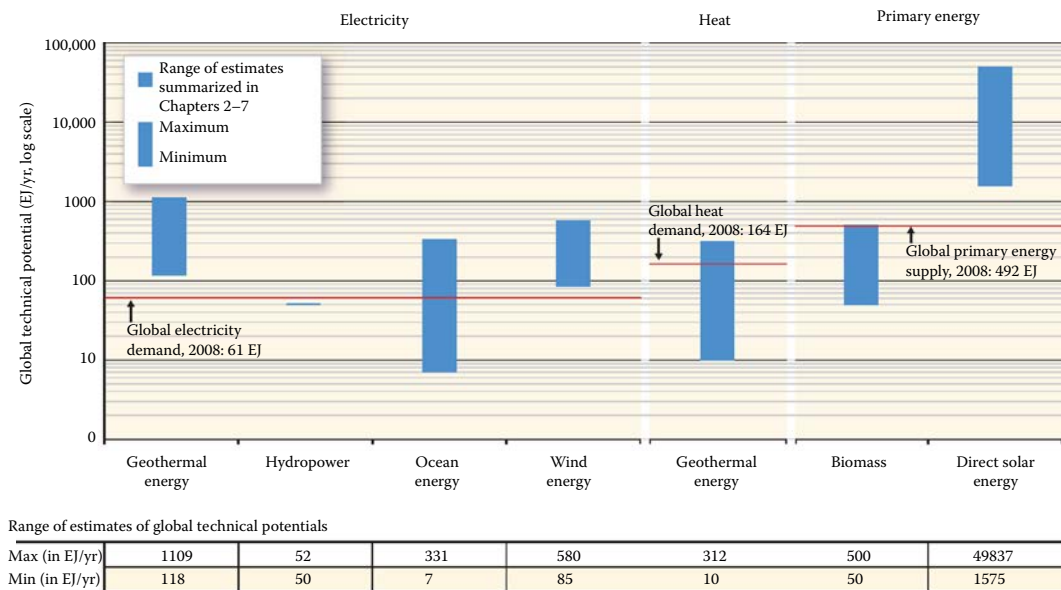 Electricity
Heat
Primary energy
Global technical potential (EJ/yr, log scale)
100,000
10,000
1000
100
10
0
Range of estimates
summarized in
Chapters 2–7
Maximum
Minimum
Global electricity
demand, 2008: 61 EJ
Global heat
demand, 2008: 164 EJ
Global primary energy
supply, 2008: 492 EJ
Geothermal
energy
Hydropower
Ocean
energy
Wind
energy
Geothermal
energy
Biomass
Direct solar
energy
Range of estimates of global technical potentials
Max (in EJ/yr) 1109 52 331 580 312 500 49837
Min (in EJ/yr) 118 50 7 85 10 50 1575